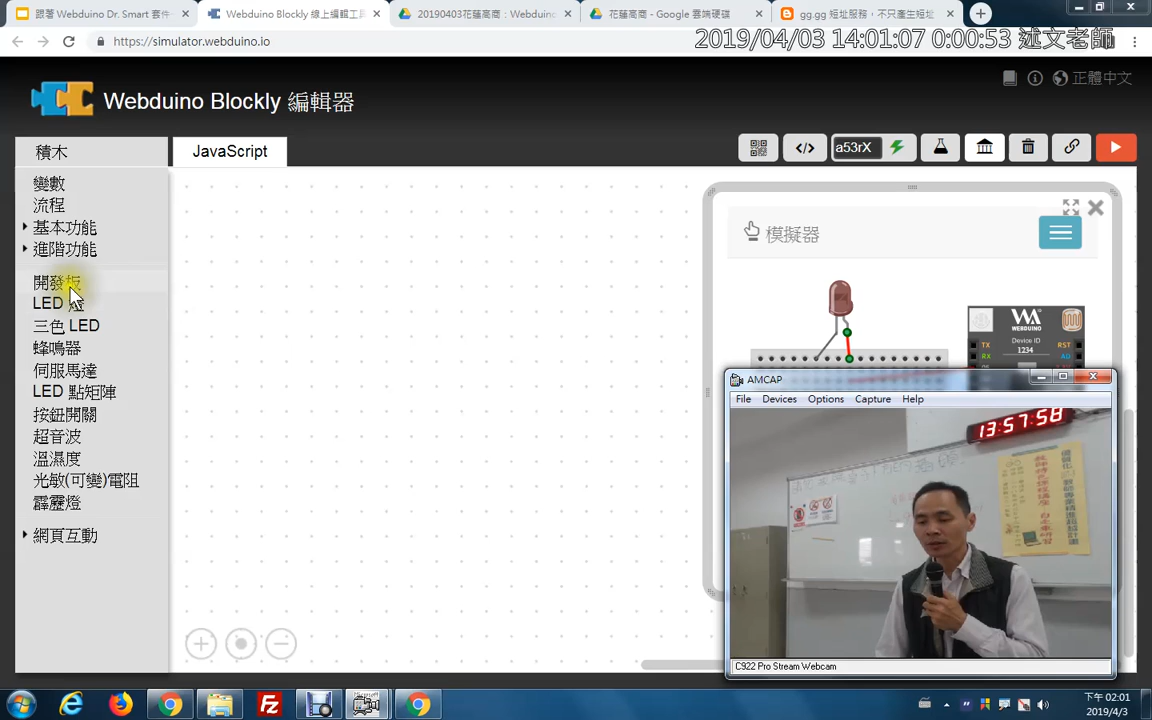 跟著 Webduino Dr. Smart 套件
Webduino Blockly 線上編輯工具
20190403花蓮高商：Webduino
花蓮高商 - Google 雲端硬碟
gg.gg 短址服務，不只產生短址
https://simulator.webduino.io
2019/04/03 14:01:07 0:00:53 述文老師
Webduino Blockly 編輯器
正體中文
積木
JavaScript
a53rX
變數
流程
基本功能
進階功能
開發板
LED 燈
三色 LED
蜂鳴器
伺服馬達
LED 點矩陣
按鈕開關
超音波
溫濕度
光敏(可變)電阻
霹靂燈
網頁互動
模擬器
WEBDUINO
Device ID
1234
TX
RX
RST
AD
AMCAP
File Devices Options Capture Help
13:57:58
C922 Pro Stream Webcam
下午 02:01
2019/4/3